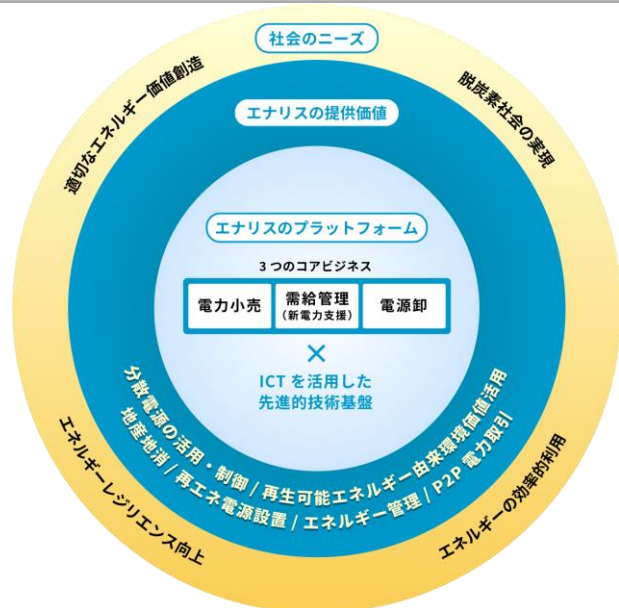 社会のニーズ
適切なエネルギー価値創造
脱炭素社会の実現
エナリスの提供価値
エナリスのプラットフォーム
3つのコアビジネス
電力小売
需給管理
(新電力支援)
電源卸
×
ICTを活用した
先進的技術基盤
分散電源の活用・制御 / 再生可能エネルギー由来環境価値活用
地産地消 / 再エネ電源設置 / エネルギー管理 / P2P 電力取引
エネルギーレジリエンス向上
エネルギーの効率的利用